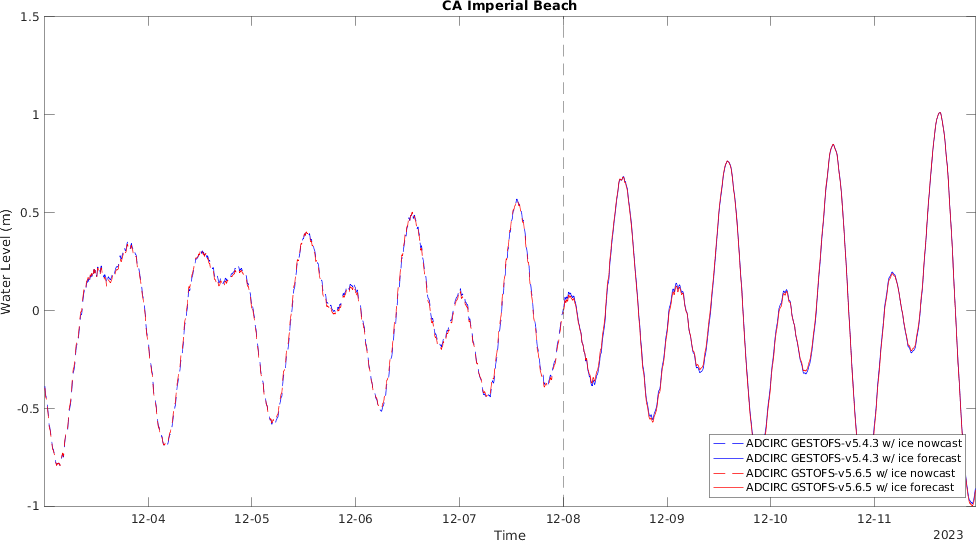 CA Imperial Beach
1.5
1
0.5
0
-0.5
-1
Water Level (m)
12-04
12-05
12-06
12-07
12-08
12-09
12-10
12-11
Time
2023
ADCIRC GESTOFS-v5.4.3 w/ ice nowcast
ADCIRC GESTOFS-v5.4.3 w/ ice forecast
ADCIRC GSTOFS-v5.6.5 w/ ice nowcast
ADCIRC GSTOFS-v5.6.5 w/ ice forecast